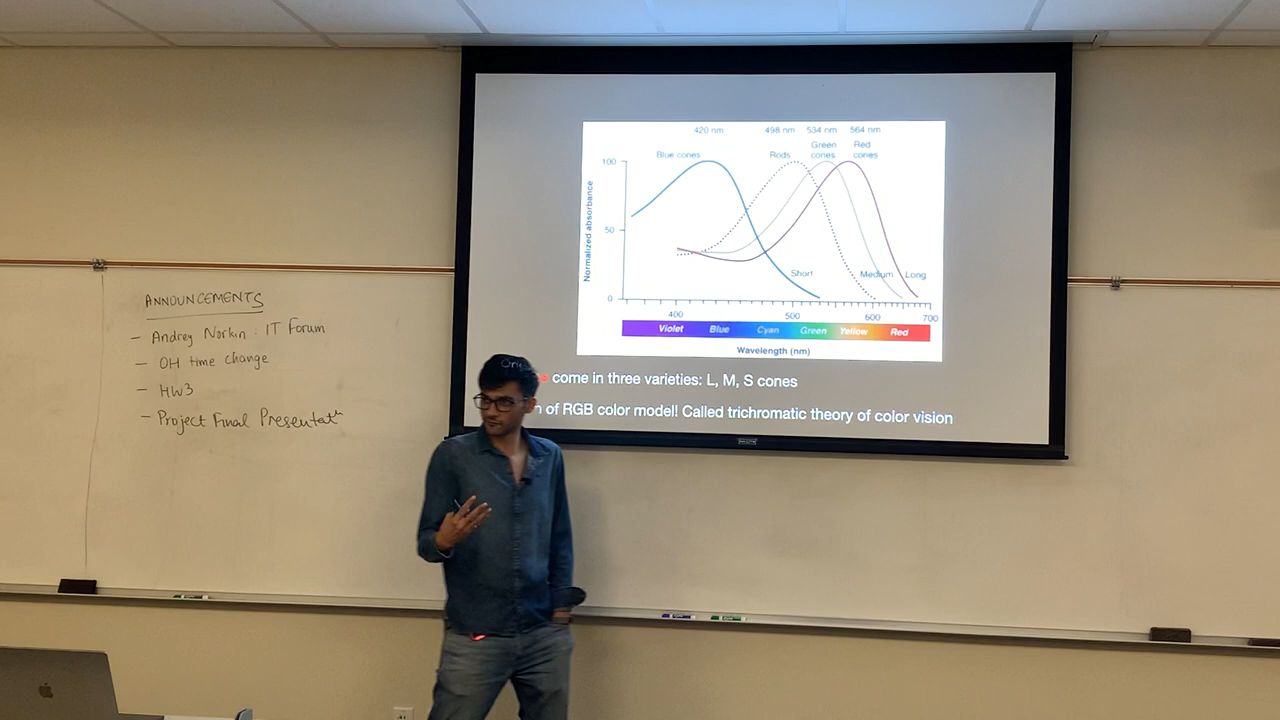 ANNOUNCEMENTS
- Andrey Norkin : IT Forum
- OH time change
- HW3
- Project Final Presentatn
420 nm 498 nm 534 nm 564 nm
Blue cones Rods Green cones Red cones
Normalized absorbance
100
50
0
Short Medium Long
400 500 600 700
Violet Blue Cyan Green Yellow Red
Wavelength (nm)
come in three varieties: L, M, S cones
of RGB color model! Called trichromatic theory of color vision